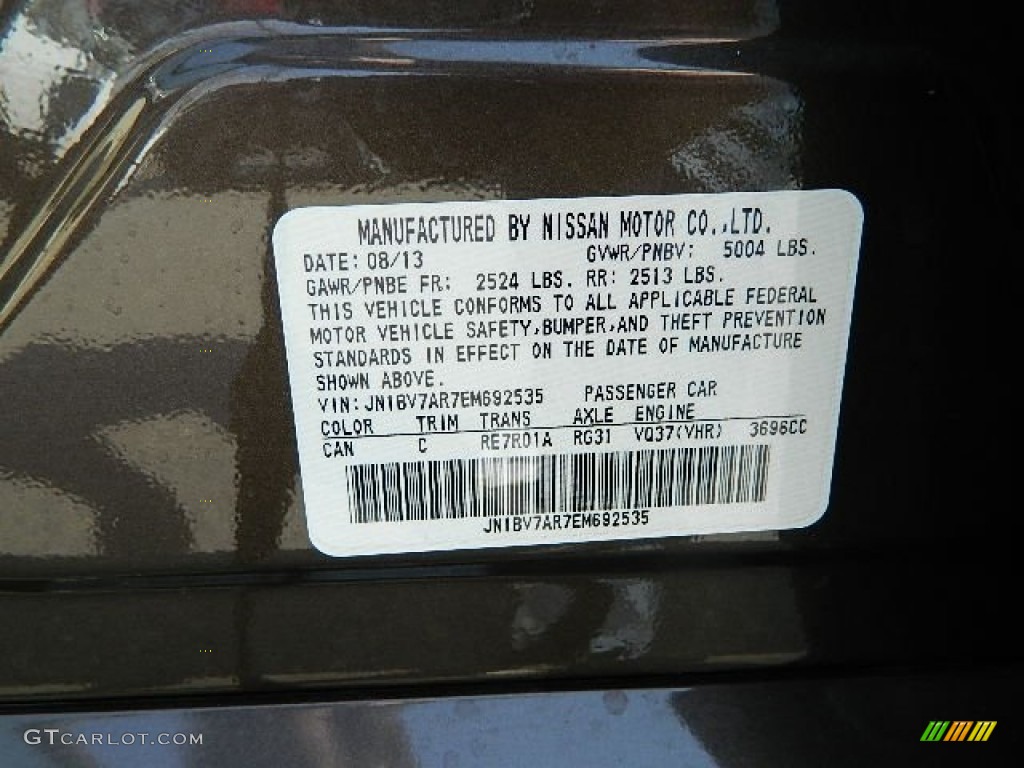 MANUFACTURED BY NISSAN MOTOR CO.,LTD.
DATE: 08/13 GVWR/PNBV: 5004 LBS.
GAWR/PNBE FR: 2524 LBS. RR: 2513 LBS.
THIS VEHICLE CONFORMS TO ALL APPLICABLE FEDERAL
MOTOR VEHICLE SAFETY,BUMPER,AND THEFT PREVENTION
STANDARDS IN EFFECT ON THE DATE OF MANUFACTURE
SHOWN ABOVE.
VIN:JN1BV7AR7EM692535 PASSENGER CAR
COLOR TRIM TRANS AXLE ENGINE
CAN C RE7R01A RG31 VQ37(VHR) 3696CC
JN1BV7AR7EM692535
GTCARLOT.COM